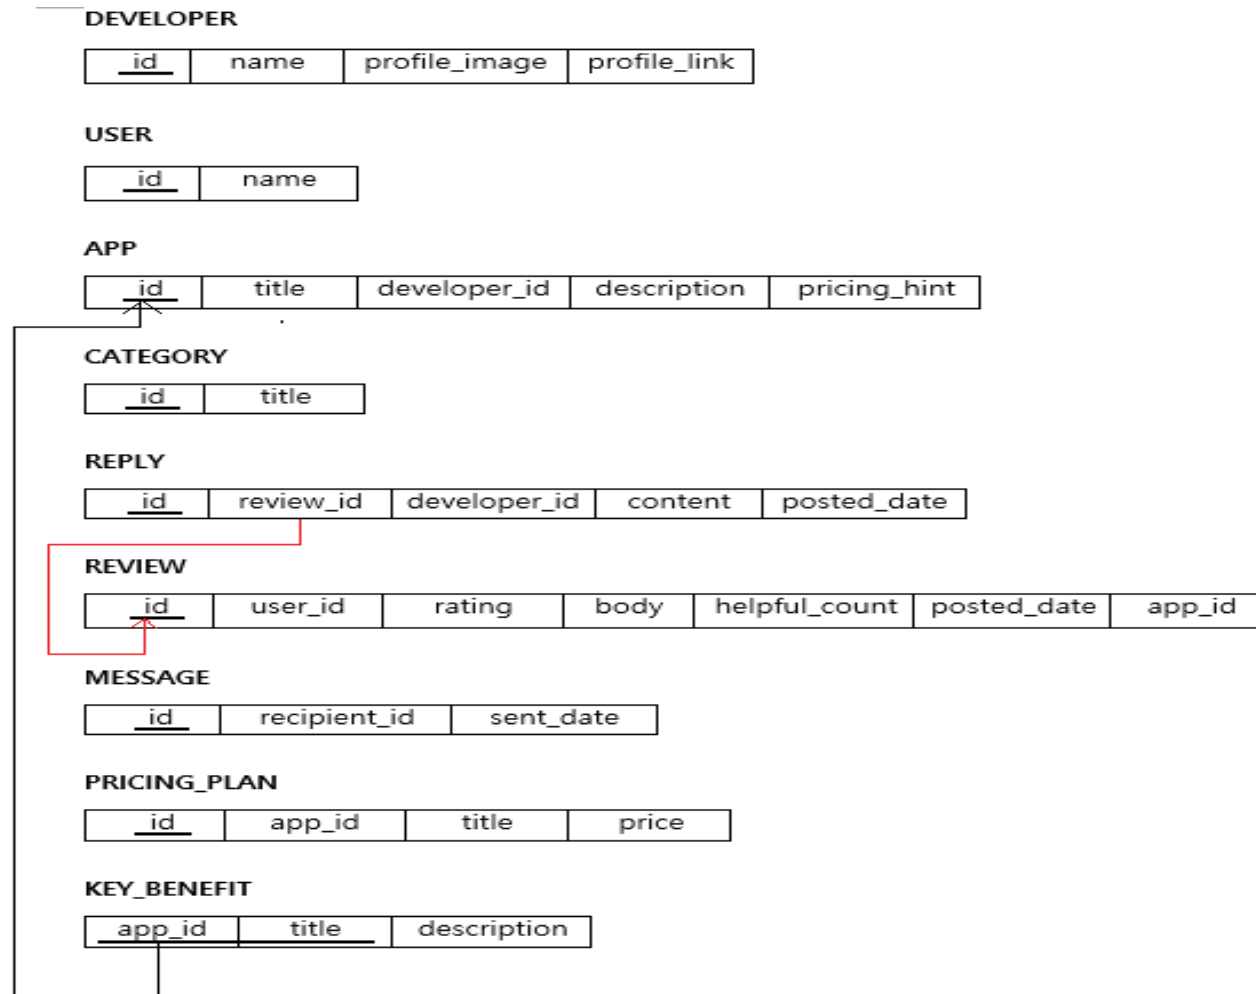 DEVELOPER
id name profile_image profile_link
USER
id name
APP
id title developer_id description pricing_hint
CATEGORY
id title
REPLY
id review_id developer_id content posted_date
REVIEW
id user_id rating body helpful_count posted_date app_id
MESSAGE
id recipient_id sent_date
PRICING_PLAN
id app_id title price
KEY_BENEFIT
app_id title description